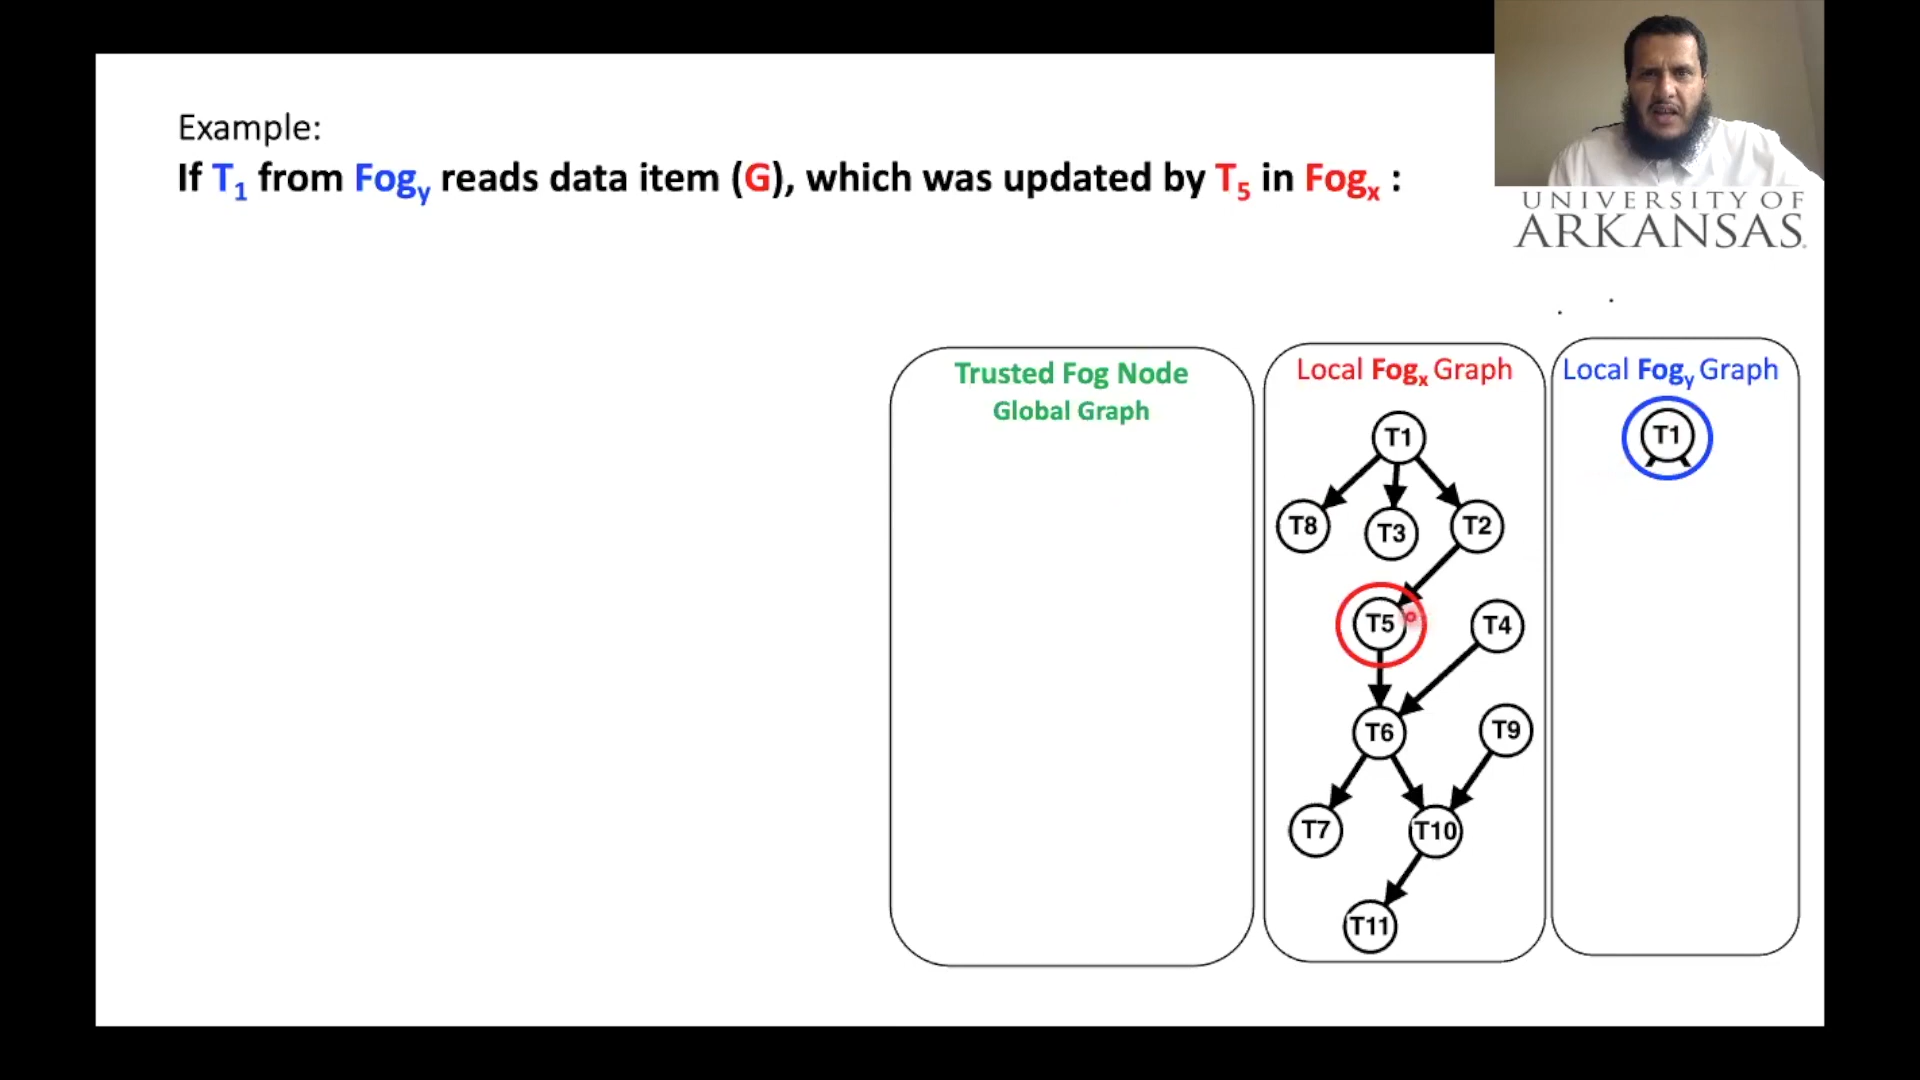 Example:
If T1 from Fogy reads data item (G), which was updated by T5 in Fogx :
UNIVERSITY OF
ARKANSAS
Trusted Fog Node
Global Graph
Local Fogx Graph
T1
T8
T3
T2
T5
T4
T6
T9
T7
T10
T11
Local Fogy Graph
T1